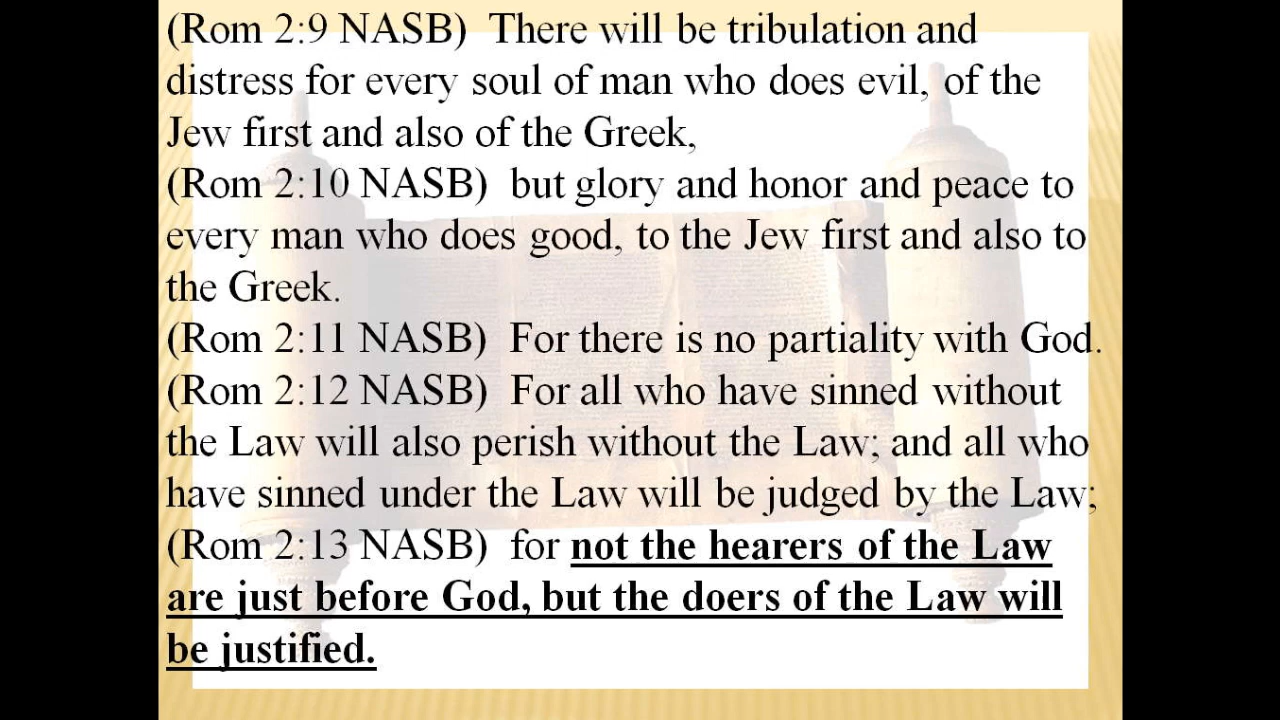 (Rom 2:9 NASB)  There will be tribulation and
distress for every soul of man who does evil, of the
Jew first and also of the Greek,
(Rom 2:10 NASB)  but glory and honor and peace to
every man who does good, to the Jew first and also to
the Greek.
(Rom 2:11 NASB)  For there is no partiality with God.
(Rom 2:12 NASB)  For all who have sinned without
the Law will also perish without the Law; and all who
have sinned under the Law will be judged by the Law;
(Rom 2:13 NASB)  for not the hearers of the Law
are just before God, but the doers of the Law will
be justified.